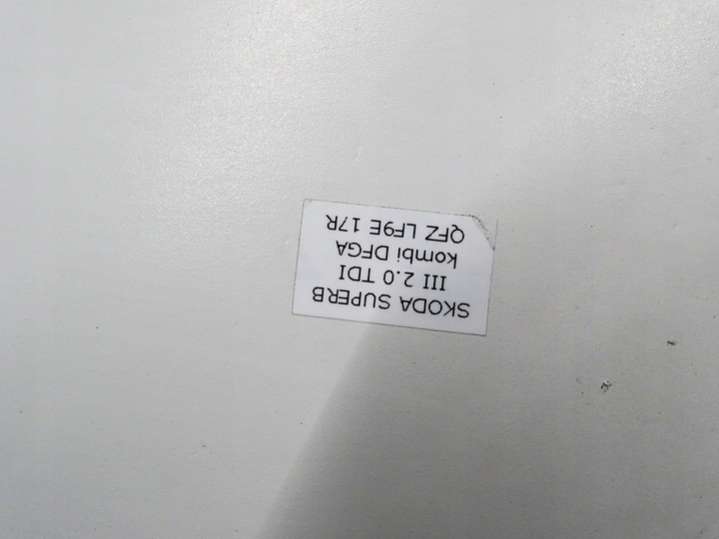 SKODA SUPERB
III 2.0 TDI
kombi DFGA
QFZ LF9E 17R